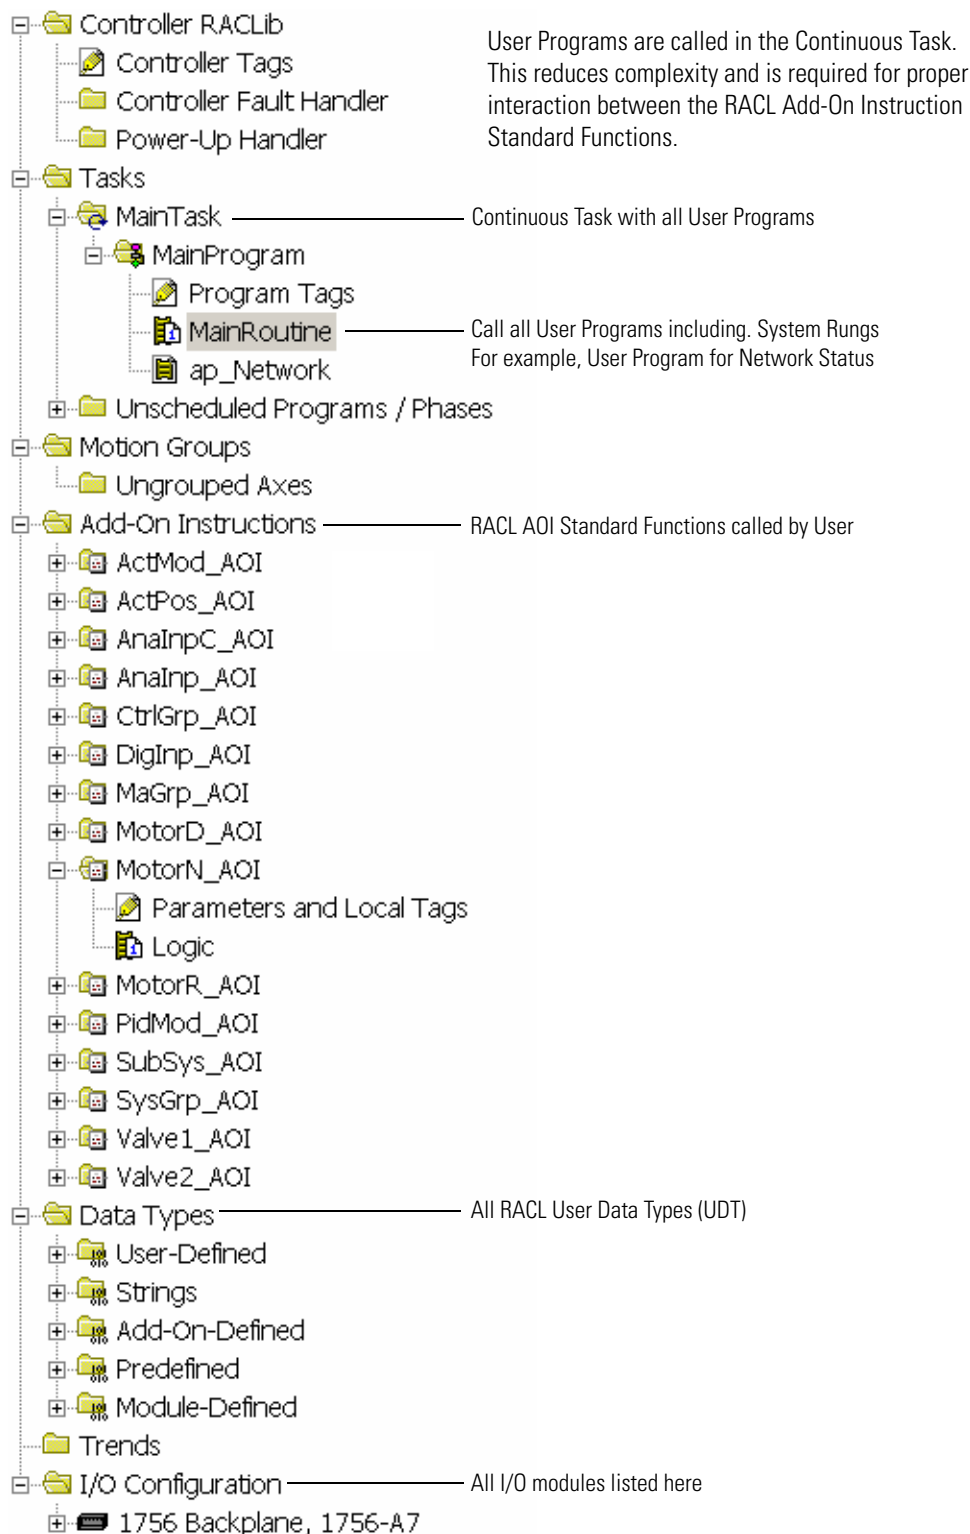 Controller RACLib
User Programs are called in the Continuous Task.
This reduces complexity and is required for proper
interaction between the RACL Add-On Instruction
Standard Functions.
Controller Tags
Controller Fault Handler
Power-Up Handler
Tasks
MainTask
Continuous Task with all User Programs
MainProgram
Program Tags
MainRoutine
Call all User Programs including. System Rungs
For example, User Program for Network Status
ap_Network
Unscheduled Programs / Phases
Motion Groups
Ungrouped Axes
Add-On Instructions
RACL AOI Standard Functions called by User
ActMod_AOI
ActPos_AOI
AnaInpC_AOI
AnaInp_AOI
CtrlGrp_AOI
DigInp_AOI
MaGrp_AOI
MotorD_AOI
MotorN_AOI
Parameters and Local Tags
Logic
MotorR_AOI
PidMod_AOI
SubSys_AOI
SysGrp_AOI
Valve1_AOI
Valve2_AOI
Data Types
All RACL User Data Types (UDT)
User-Defined
Strings
Add-On-Defined
Predefined
Module-Defined
Trends
I/O Configuration
All I/O modules listed here
1756 Backplane, 1756-A7